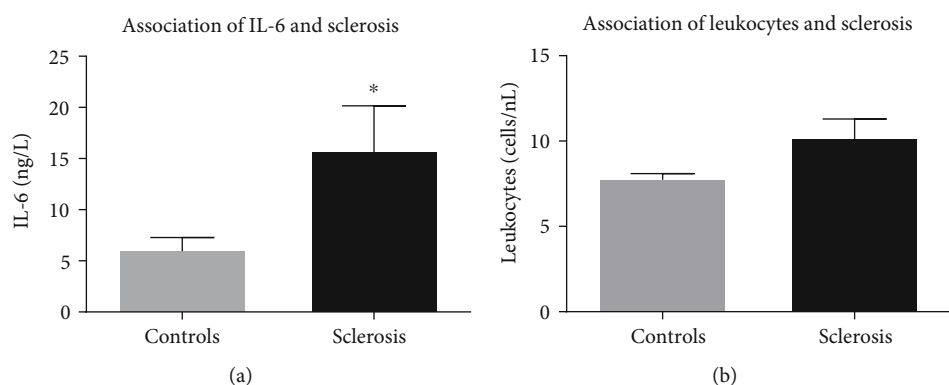 Association of IL-6 and sclerosis
25
20
15
10
5
0
IL-6 (ng/L)
*
Controls
Sclerosis
(a)
Association of leukocytes and sclerosis
15
10
5
0
Leukocytes (cells/nL)
Controls
Sclerosis
(b)